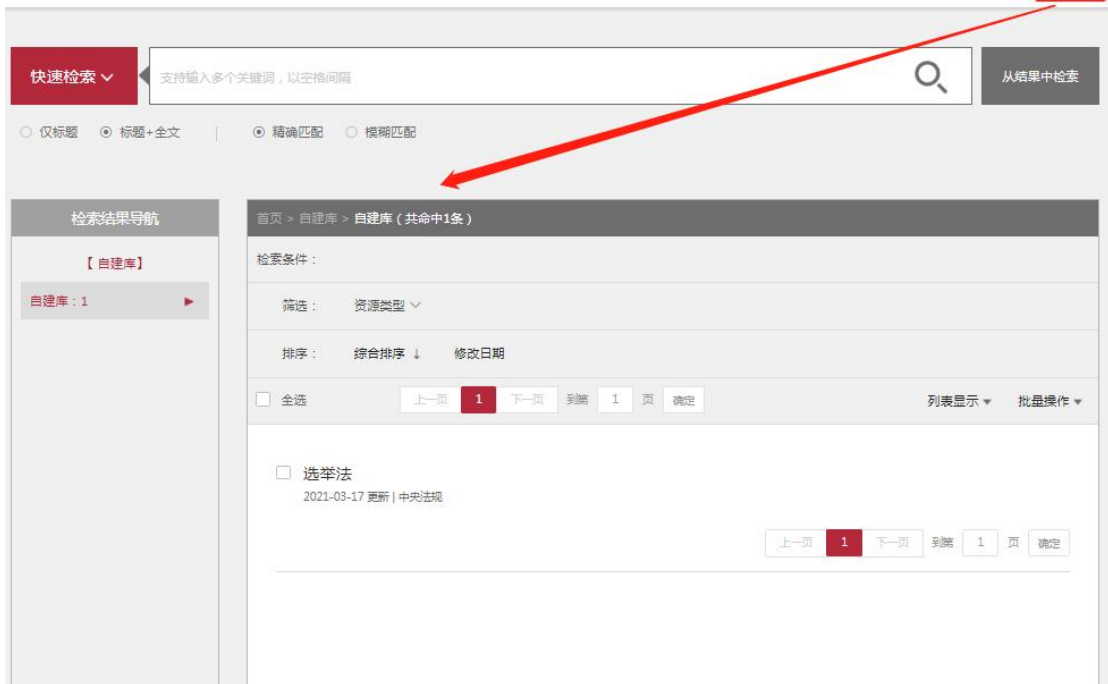 快速检索
支持输入多个关键词，以空格间隔
从结果中检索
仅标题 标题+全文 | 精确匹配 模糊匹配
检索结果导航
【自建库】
自建库：1
首页 > 自建库 > 自建库（共命中1条）
检索条件：
筛选： 资源类型
排序： 综合排序 ↓ 修改日期
全选 上一页 1 下一页 到第 1 页 确定 列表显示 批量操作
选举法
2021-03-17 更新 | 中央法规
上一页 1 下一页 到第 1 页 确定